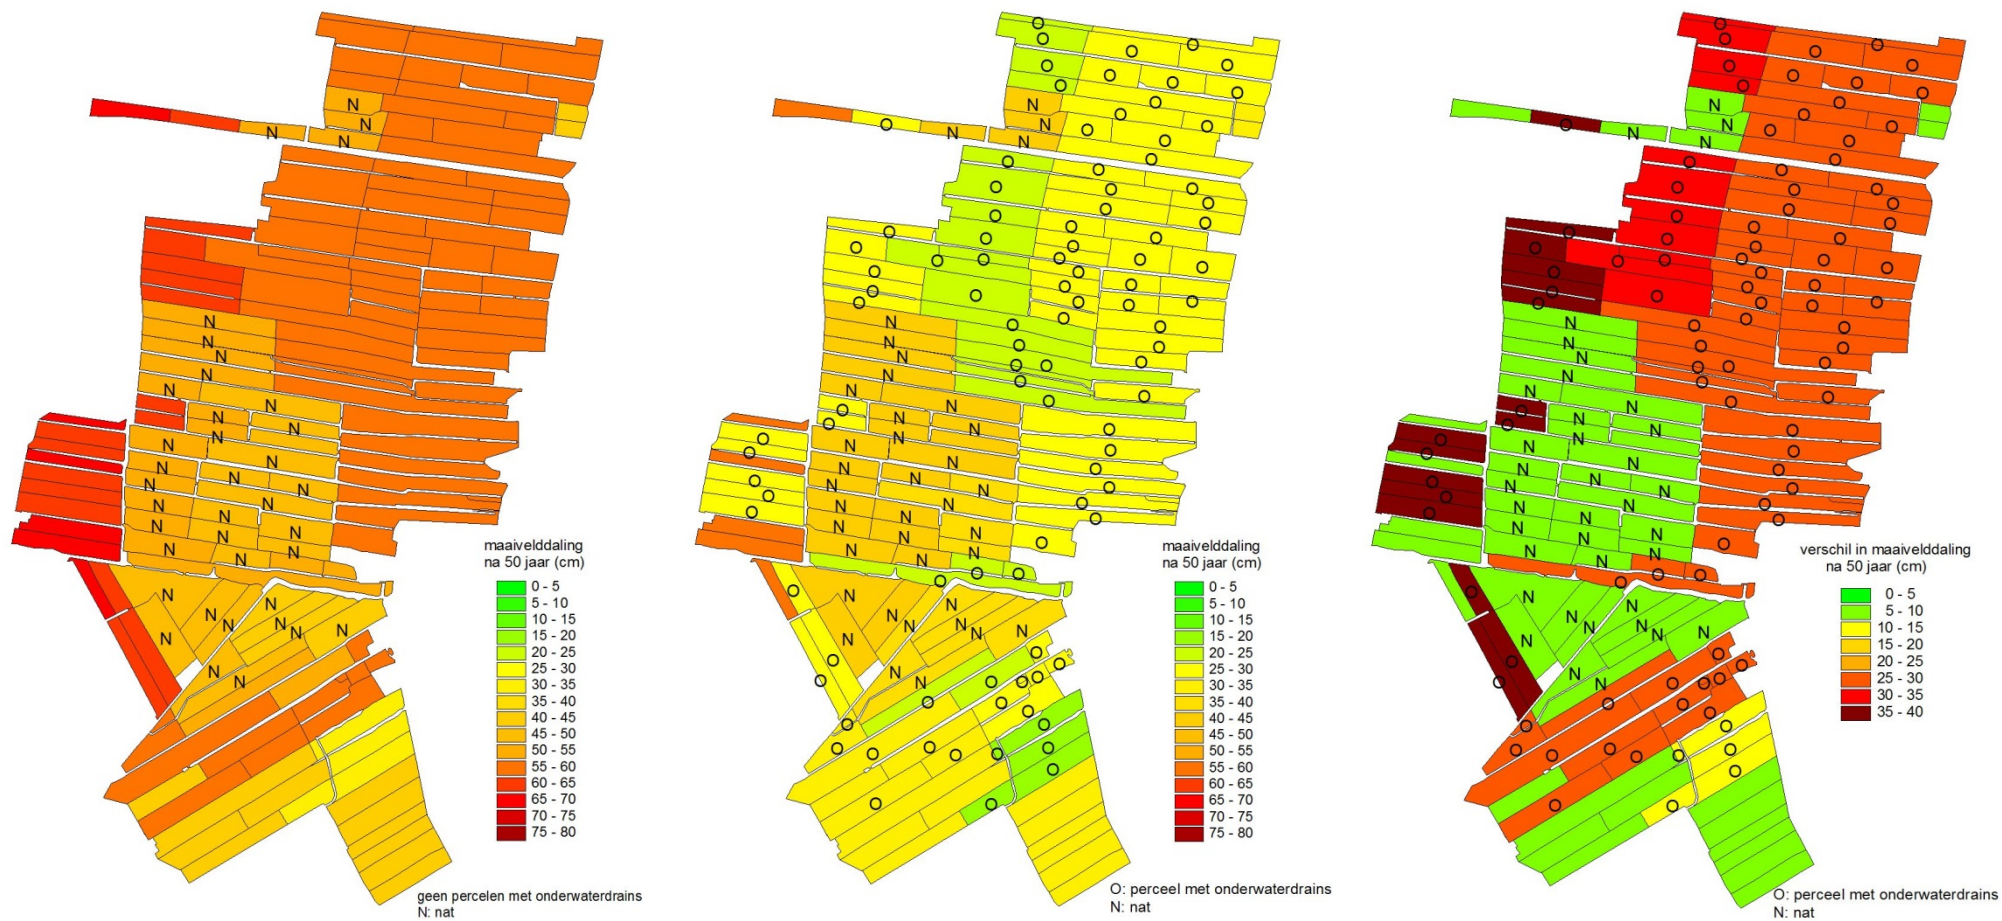 maaivelddaling
na 50 jaar (cm)
0 - 5
5 - 10
10 - 15
15 - 20
20 - 25
25 - 30
30 - 35
35 - 40
40 - 45
45 - 50
50 - 55
55 - 60
60 - 65
65 - 70
70 - 75
75 - 80
geen percelen met onderwaterdrains
N: nat
maaivelddaling
na 50 jaar (cm)
0 - 5
5 - 10
10 - 15
15 - 20
20 - 25
25 - 30
30 - 35
35 - 40
40 - 45
45 - 50
50 - 55
55 - 60
60 - 65
65 - 70
70 - 75
75 - 80
O: perceel met onderwaterdrains
N: nat
verschil in maaivelddaling
na 50 jaar (cm)
0 - 5
5 - 10
10 - 15
15 - 20
20 - 25
25 - 30
30 - 35
35 - 40
O: perceel met onderwaterdrains
N: nat